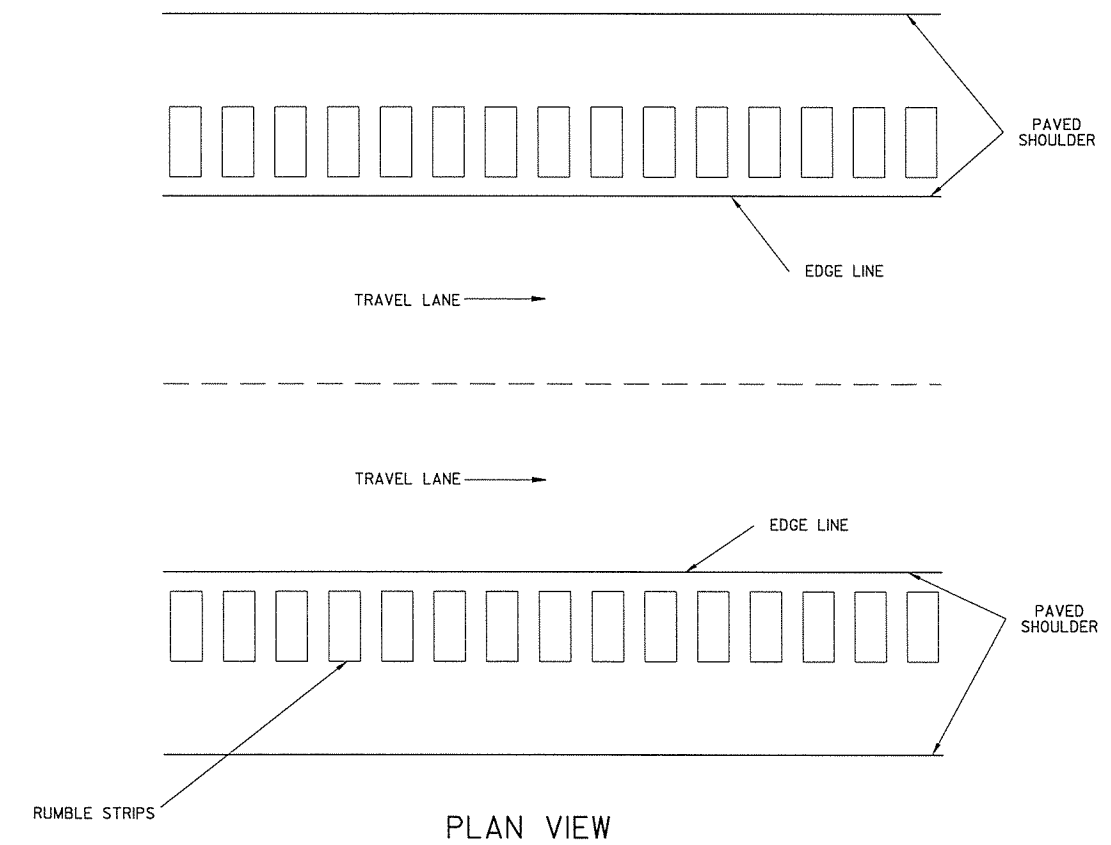 PAVED
SHOULDER
EDGE LINE
TRAVEL LANE
TRAVEL LANE
EDGE LINE
PAVED
SHOULDER
RUMBLE STRIPS
PLAN VIEW